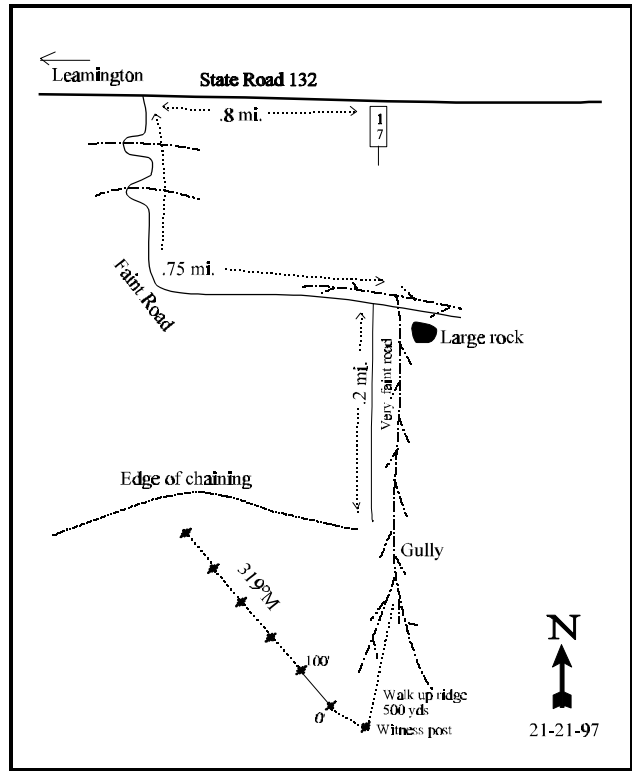 Leamington
State Road 132
.8 mi.
1
7
.75 mi.
Faint Road
Large rock
Very faint road
.2 mi.
Edge of chaining
Gully
319°M
100'
0'
Walk up ridge
500 yds
Witness post
N
21-21-97